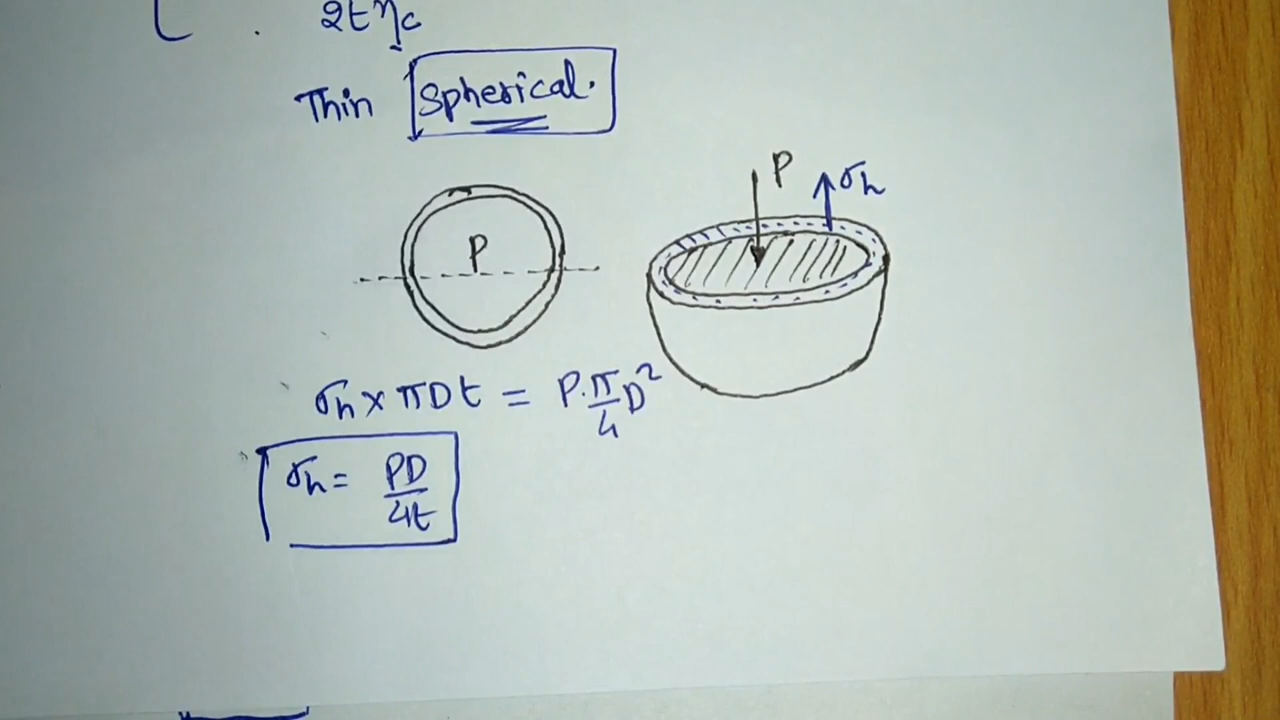 2tηc
Thin Spherical.
P
P
σh
σh × πDt = P·π/4 D²
σh = PD/4t